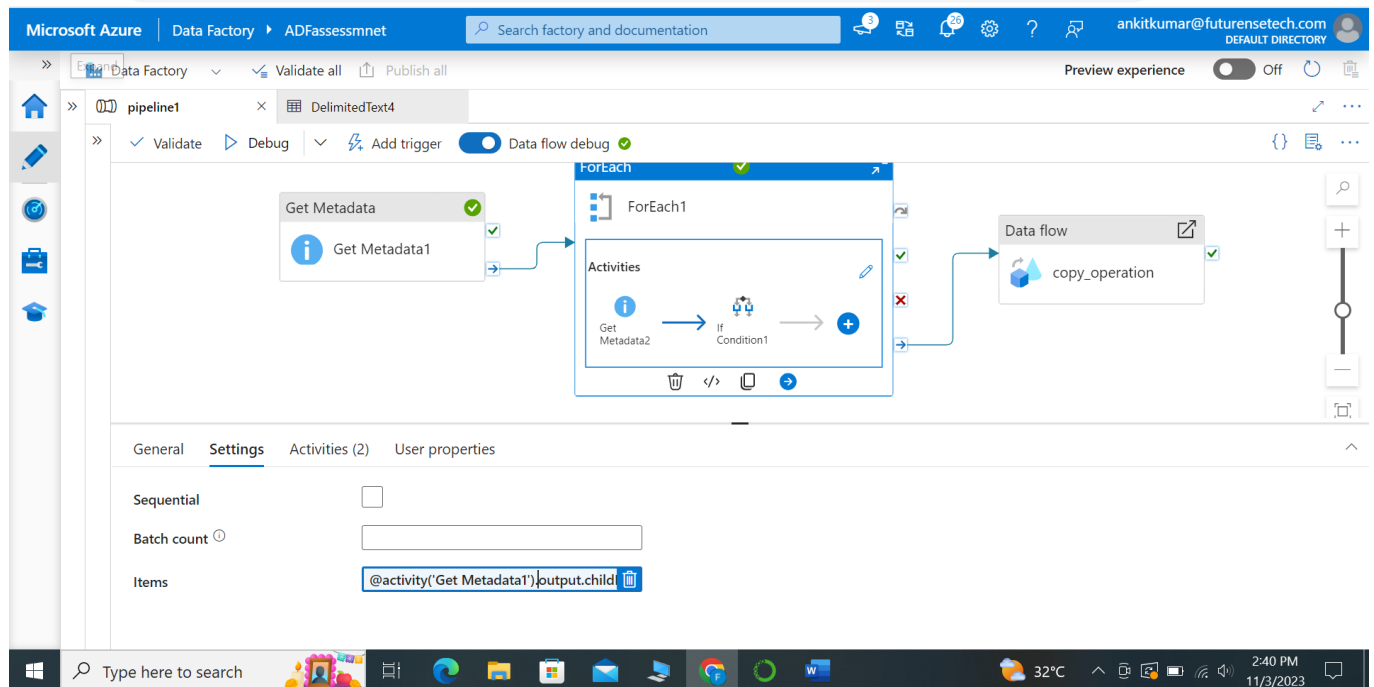 Microsoft Azure Data Factory ADFassessmnet Search factory and documentation 3 26 ankitkumar@futurensetech.com
DEFAULT DIRECTORY
Data Factory Validate all Publish all Preview experience Off
pipeline1 DelimitedText4
Validate Debug Add trigger Data flow debug
ForEach
Get Metadata
ForEach1
Get Metadata1
Data flow
copy_operation
Activities
Get
Metadata2
If
Condition1
General Settings Activities (2) User properties
Sequential
Batch count
Items @activity('Get Metadata1').output.child
Type here to search 32°C 2:40 PM
11/3/2023